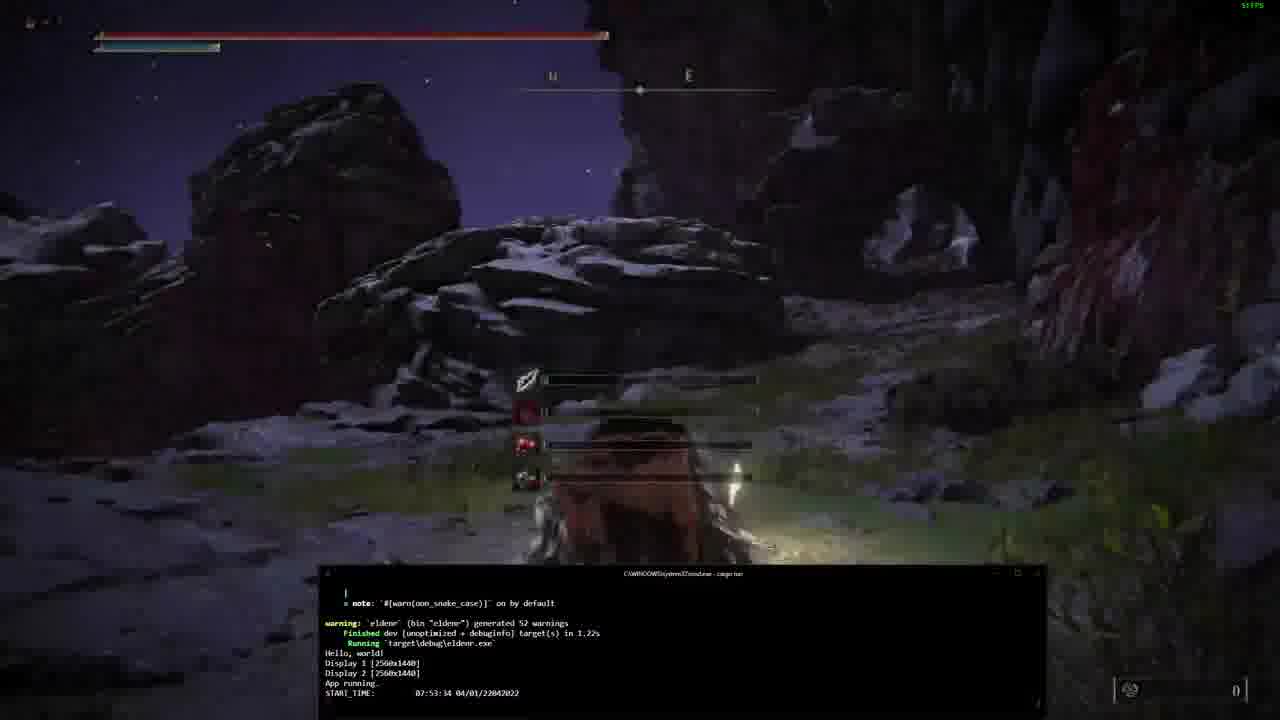 51FPS
N E
C:\WINDOWS\system32\cmd.exe - cargo run
|
= note: `#[warn(non_snake_case)]` on by default
warning: `eldenr` (bin "eldenr") generated 52 warnings
Finished dev [unoptimized + debuginfo] target(s) in 1.22s
Running `target\debug\eldenr.exe`
Hello, world!
Display 1 [2560x1440]
Display 2 [2560x1440]
App running.
START_TIME: 07:53:34 04/01/22042022
0